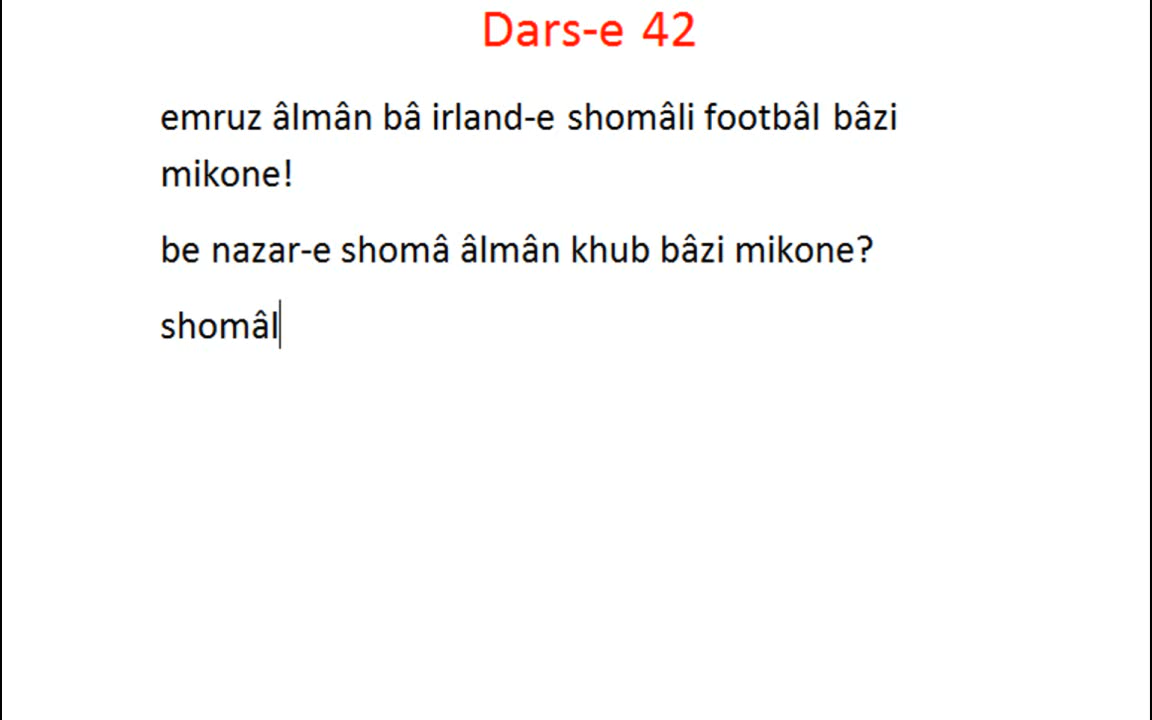 Dars-e 42
emruz âlmân bâ irland-e shomâli footbâl bâzi
mikone!
be nazar-e shomâ âlmân khub bâzi mikone?
shomâl